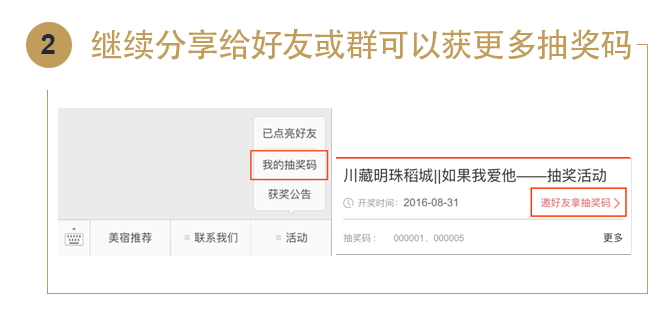 2 继续分享给好友或群可以获更多抽奖码
已点亮好友
我的抽奖码
获奖公告
美宿推荐 ≡ 联系我们 ≡ 活动
川藏明珠稻城||如果我爱他——抽奖活动
开奖时间：2016-08-31 邀好友拿抽奖码
抽奖码： 000001、000005 更多